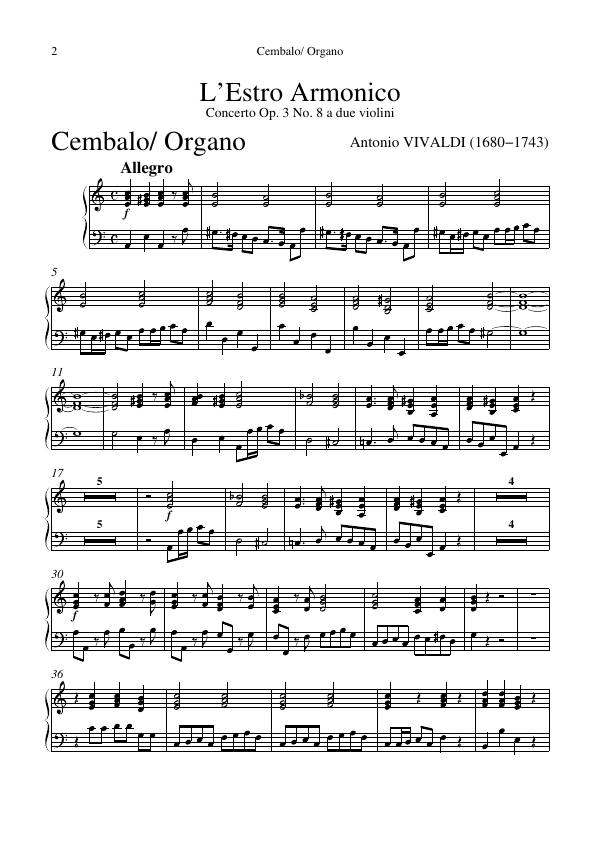 2 Cembalo/ Organo
L’Estro Armonico
Concerto Op. 3 No. 8 a due violini
Cembalo/ Organo Antonio VIVALDI (1680–1743)
Allegro
f
5
11
17
5 4
f
5 4
30
f
36